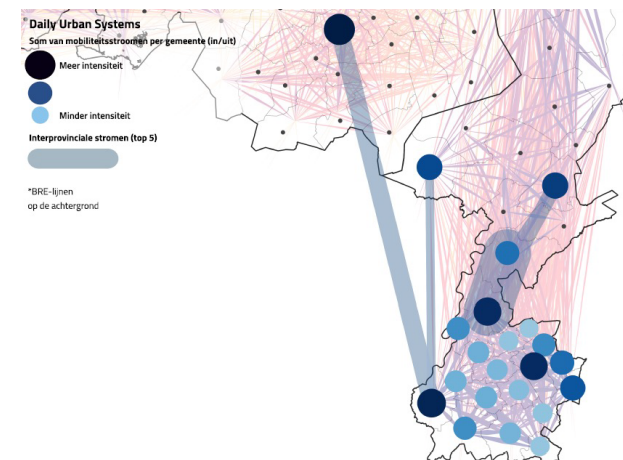 Daily Urban Systems
Som van mobiliteitsstroomen per gemeente (in/uit)
Meer intensiteit
Minder intensiteit
Interprovinciale stromen (top 5)
*BRE-lijnen
op de achtergrond